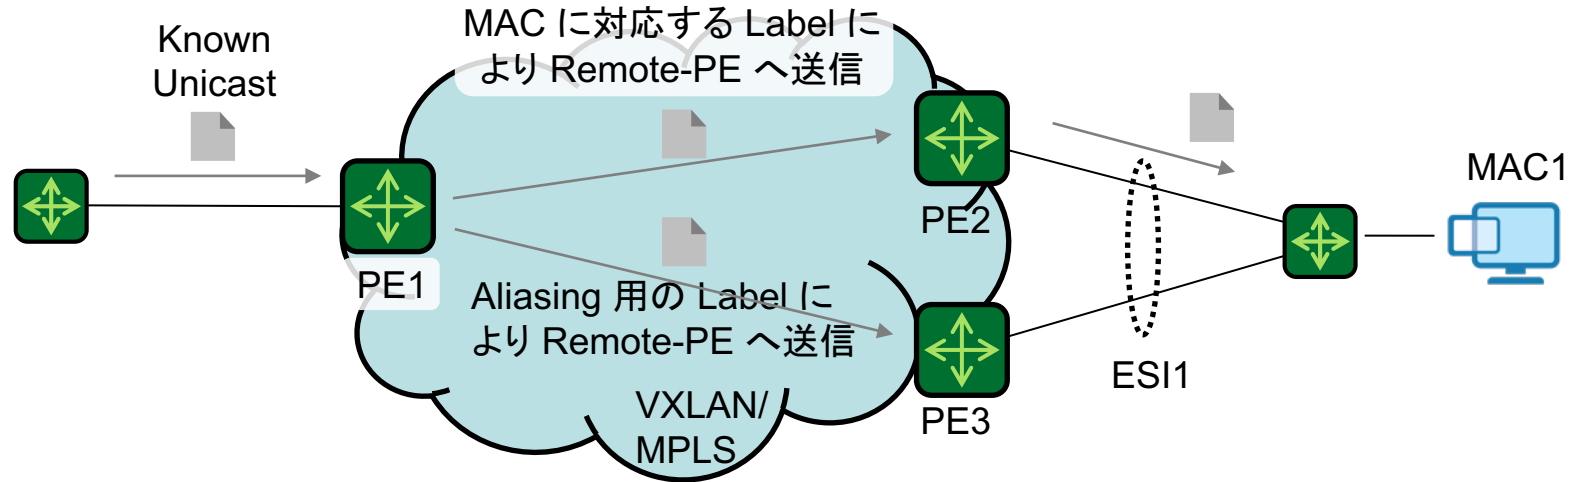 Known
Unicast
MAC に対応する Label に
より Remote-PE へ送信
MAC1
PE2
PE1
Aliasing 用の Label に
より Remote-PE へ送信
ESI1
VXLAN/
MPLS
PE3